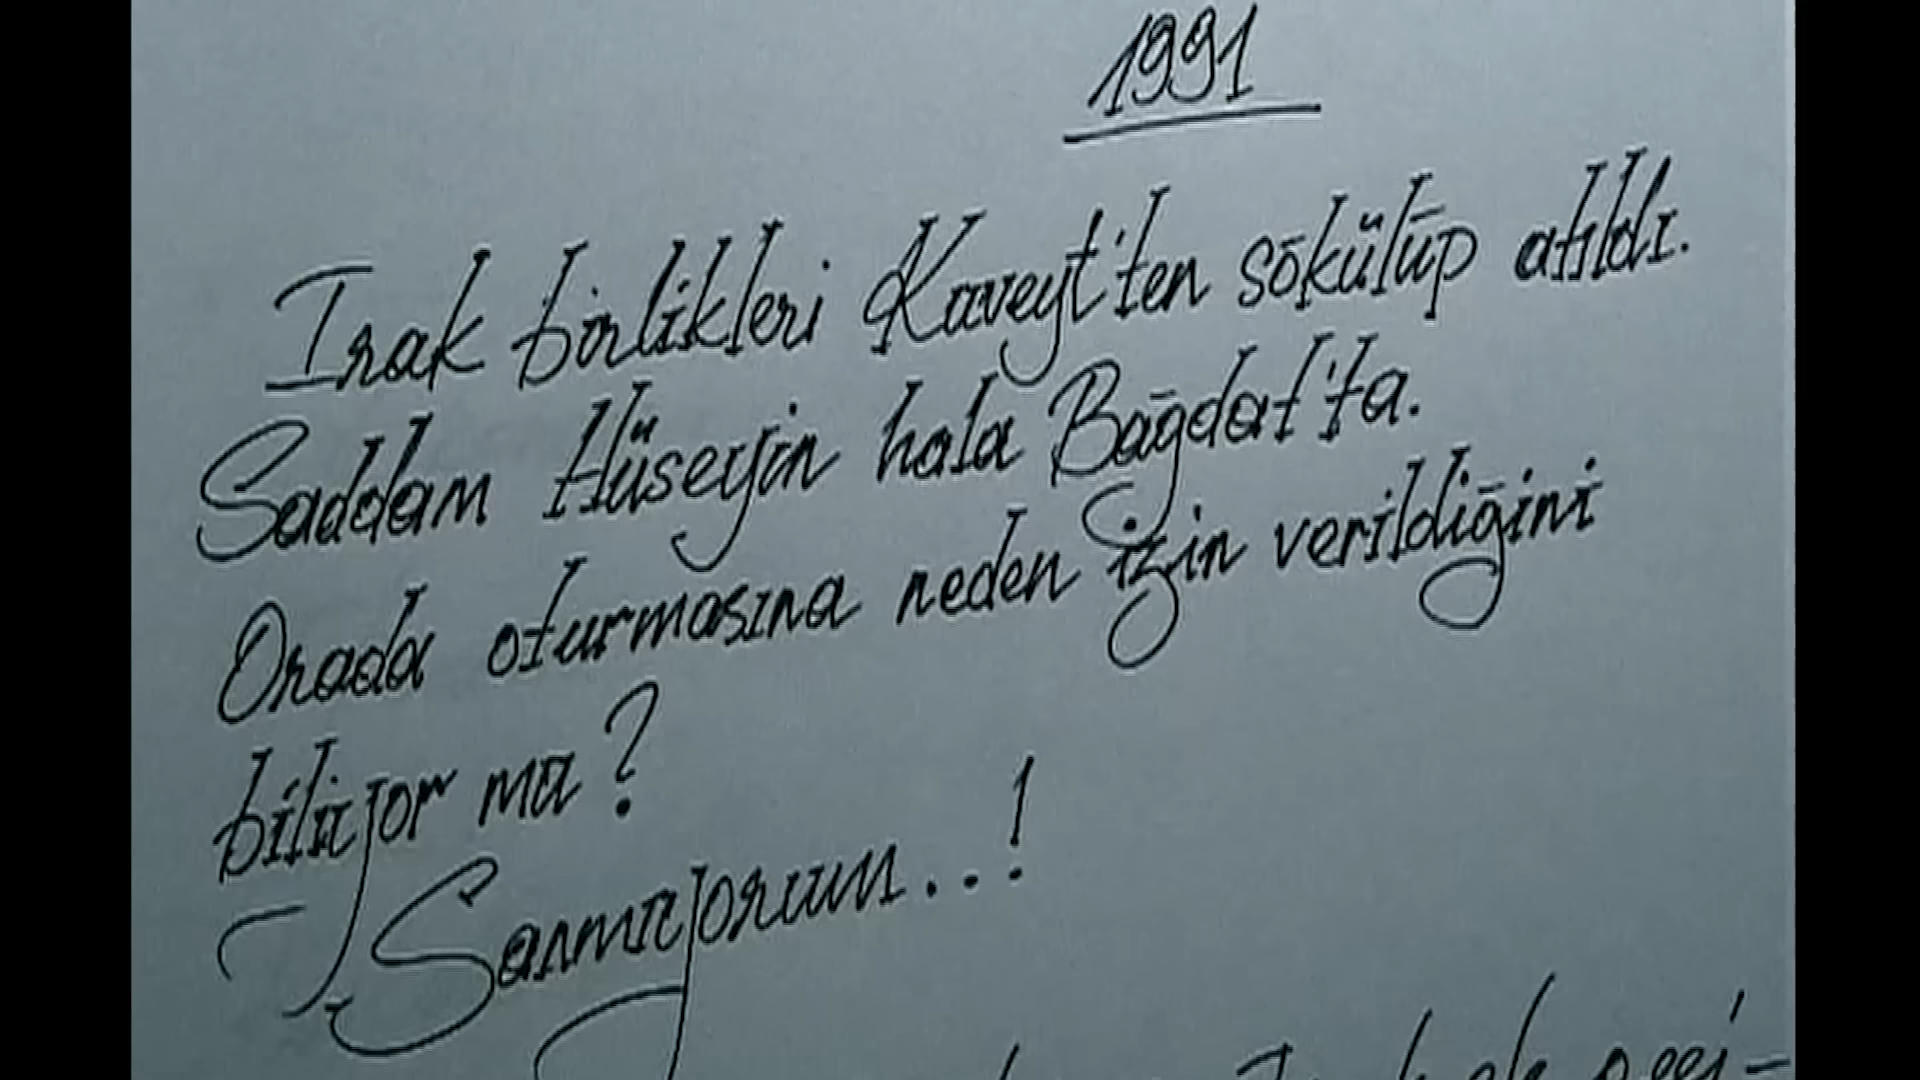 1991
Irak birlikleri Kuveyt'ten sökülüp atıldı.
Saddam Hüseyin hala Bağdat'ta.
Orada oturmasına neden izin verildiğini
biliyor mu?
Sanmıyorum..!